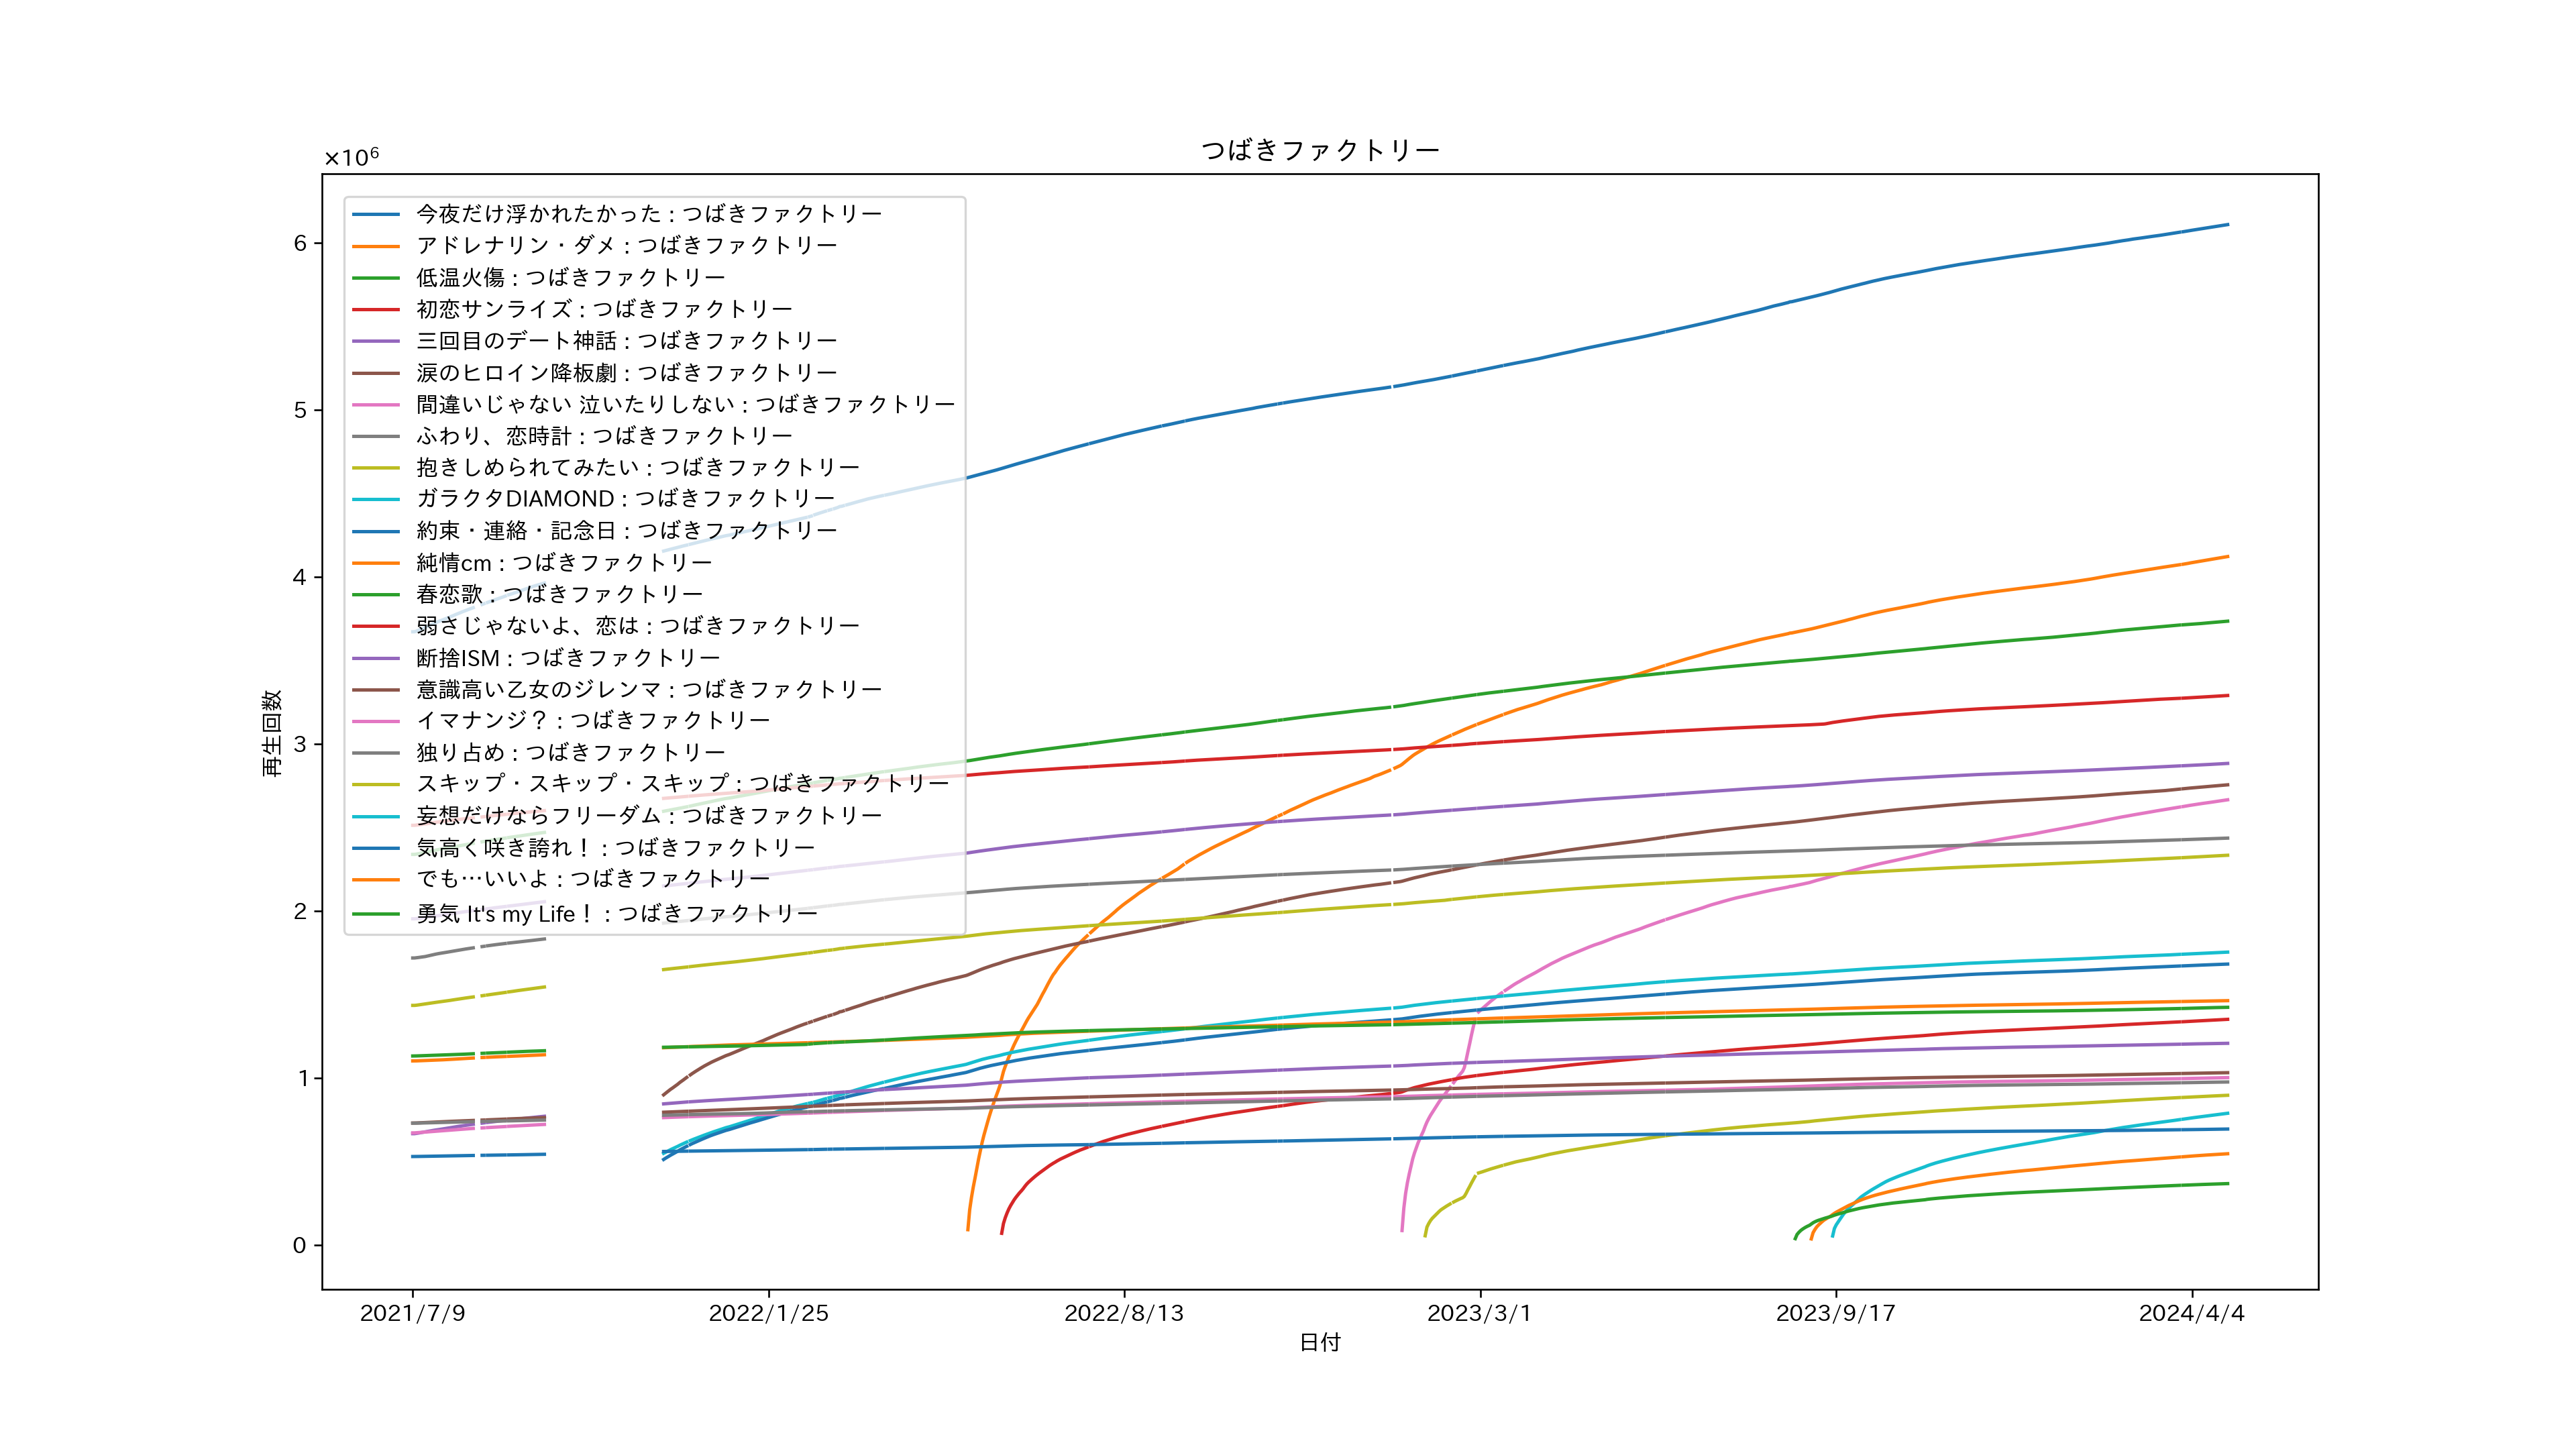 つばきファクトリー
×10⁶
今夜だけ浮かれたかった : つばきファクトリー
アドレナリン・ダメ : つばきファクトリー
低温火傷 : つばきファクトリー
初恋サンライズ : つばきファクトリー
三回目のデート神話 : つばきファクトリー
涙のヒロイン降板劇 : つばきファクトリー
間違いじゃない 泣いたりしない : つばきファクトリー
ふわり、恋時計 : つばきファクトリー
抱きしめられてみたい : つばきファクトリー
ガラクタDIAMOND : つばきファクトリー
約束・連絡・記念日 : つばきファクトリー
純情cm : つばきファクトリー
春恋歌 : つばきファクトリー
弱さじゃないよ、恋は : つばきファクトリー
断捨ISM : つばきファクトリー
意識高い乙女のジレンマ : つばきファクトリー
イマナンジ？ : つばきファクトリー
独り占め : つばきファクトリー
スキップ・スキップ・スキップ : つばきファクトリー
妄想だけならフリーダム : つばきファクトリー
気高く咲き誇れ！ : つばきファクトリー
でも…いいよ : つばきファクトリー
勇気 It's my Life！ : つばきファクトリー
6
5
4
3
2
1
0
再生回数
2021/7/9
2022/1/25
2022/8/13
2023/3/1
2023/9/17
2024/4/4
日付